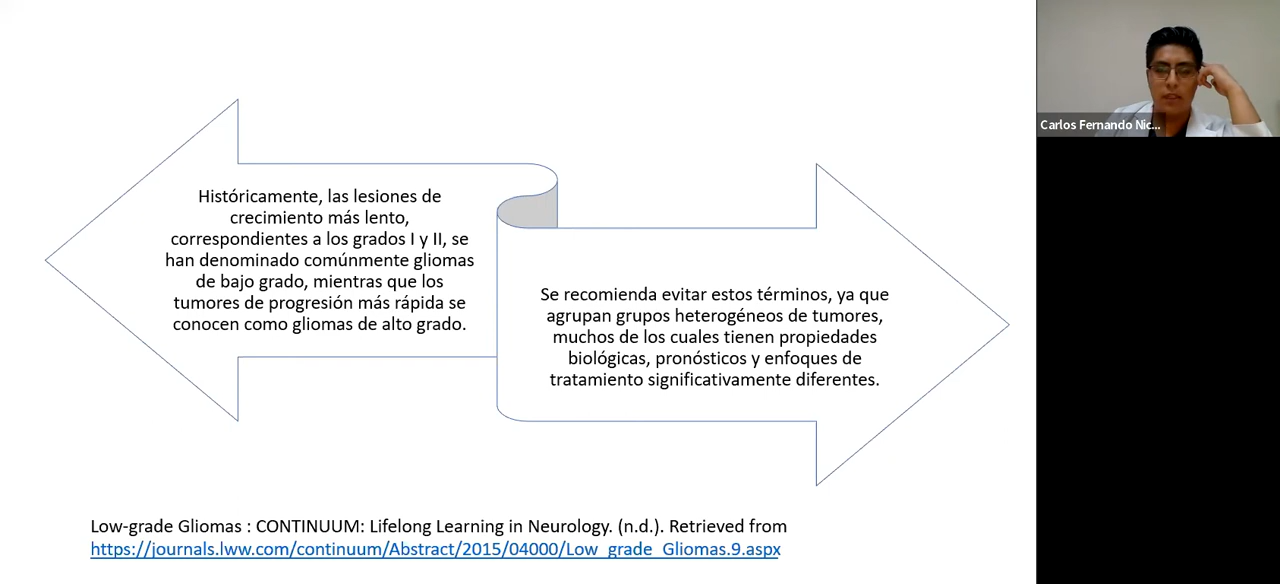 Históricamente, las lesiones de
crecimiento más lento,
correspondientes a los grados I y II, se
han denominado comúnmente gliomas
de bajo grado, mientras que los
tumores de progresión más rápida se
conocen como gliomas de alto grado.
Se recomienda evitar estos términos, ya que
agrupan grupos heterogéneos de tumores,
muchos de los cuales tienen propiedades
biológicas, pronósticos y enfoques de
tratamiento significativamente diferentes.
Low-grade Gliomas : CONTINUUM: Lifelong Learning in Neurology. (n.d.). Retrieved from
https://journals.lww.com/continuum/Abstract/2015/04000/Low_grade_Gliomas.9.aspx
Carlos Fernando Nic...